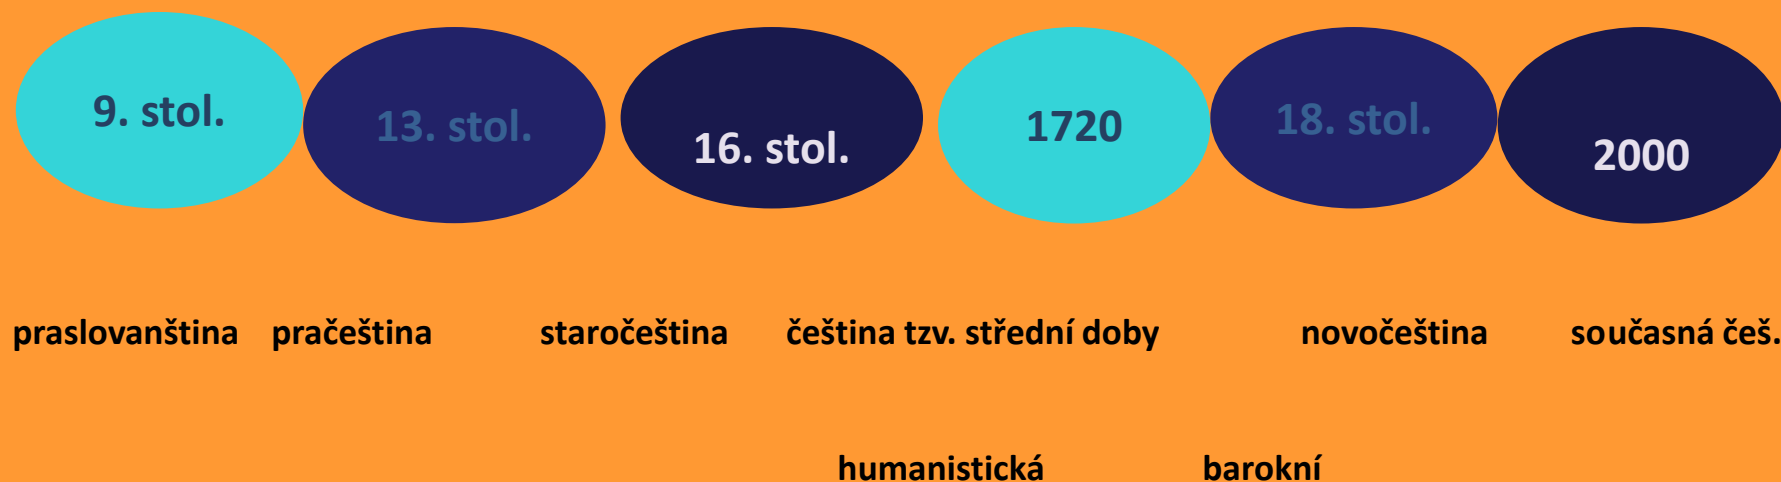 9. stol. 13. stol. 16. stol. 1720 18. stol. 2000
praslovanština pračeština staročeština čeština tzv. střední doby novočeština současná češ.
humanistická barokní